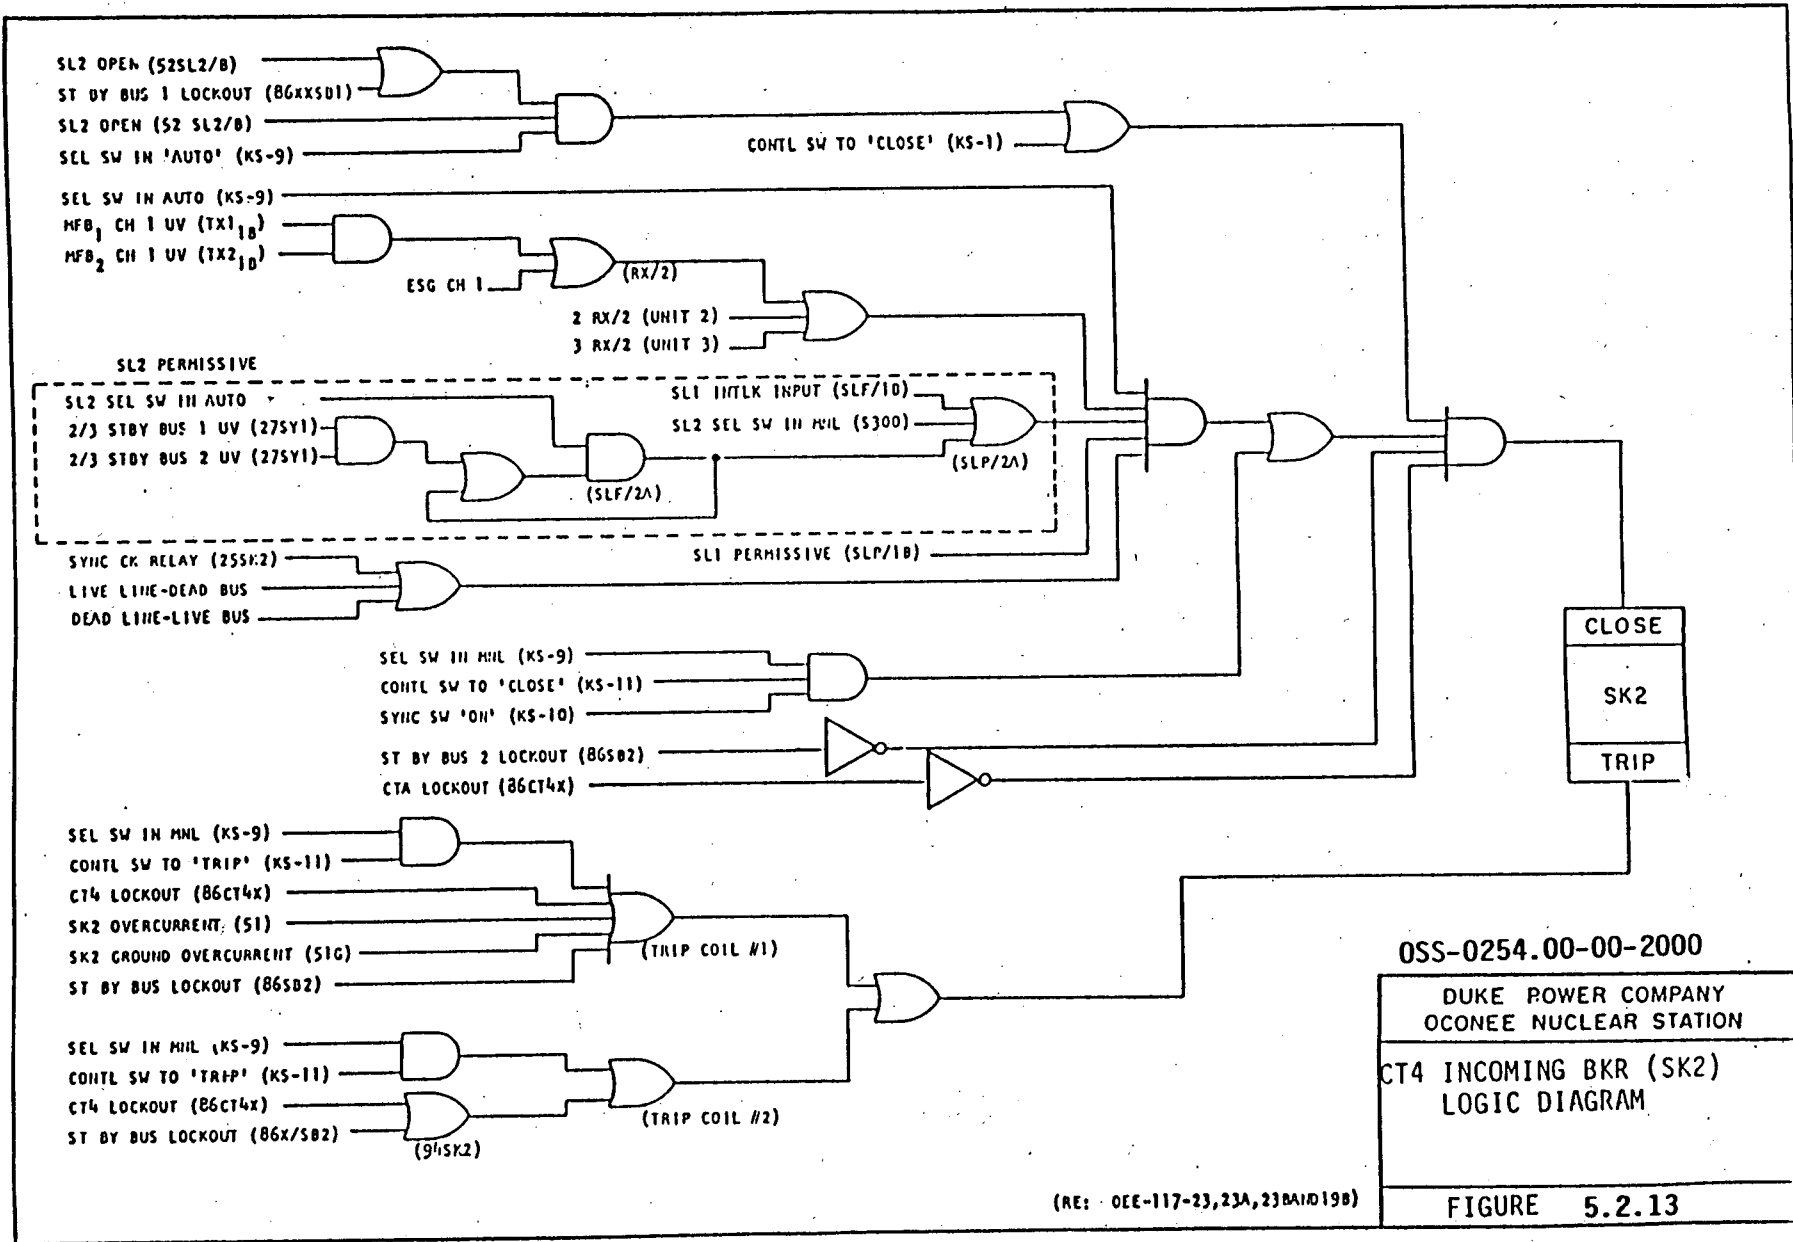 SL2 OPEN (52SL2/B)
ST BY BUS 1 LOCKOUT (86XXSB1)
SL2 OPEN (52 SL2/B)
SEL SW IN 'AUTO' (KS-9)
CONTL SW TO 'CLOSE' (KS-1)
SEL SW IN AUTO (KS-9)
MFB1 CH 1 UV (TX11B)
MFB2 CH 1 UV (TX21D)
ESG CH 1
(RX/2)
2 RX/2 (UNIT 2)
3 RX/2 (UNIT 3)
SL2 PERMISSIVE
SL2 SEL SW IN AUTO
2/3 STBY BUS 1 UV (27SY1)
2/3 STBY BUS 2 UV (27SY1)
(SLF/2A)
SL1 INTLK INPUT (SLF/1D)
SL2 SEL SW IN MNL (S300)
(SLP/2A)
SL1 PERMISSIVE (SLP/1B)
SYNC CK RELAY (25SK2)
LIVE LINE-DEAD BUS
DEAD LINE-LIVE BUS
SEL SW IN MNL (KS-9)
CONTL SW TO 'CLOSE' (KS-11)
SYNC SW 'ON' (KS-10)
ST BY BUS 2 LOCKOUT (86SB2)
CTA LOCKOUT (86CT4X)
CLOSE
SK2
TRIP
SEL SW IN MNL (KS-9)
CONTL SW TO 'TRIP' (KS-11)
CT4 LOCKOUT (86CT4X)
SK2 OVERCURRENT (51)
SK2 GROUND OVERCURRENT (51G)
ST BY BUS LOCKOUT (86SB2)
(TRIP COIL #1)
SEL SW IN MNL (KS-9)
CONTL SW TO 'TRIP' (KS-11)
CT4 LOCKOUT (86CT4X)
ST BY BUS LOCKOUT (86X/SB2)
(94SK2)
(TRIP COIL #2)
(RE: OEE-117-23,23A,23BAND19B)
OSS-0254.00-00-2000
DUKE POWER COMPANY
OCONEE NUCLEAR STATION
CT4 INCOMING BKR (SK2)
LOGIC DIAGRAM
FIGURE 5.2.13